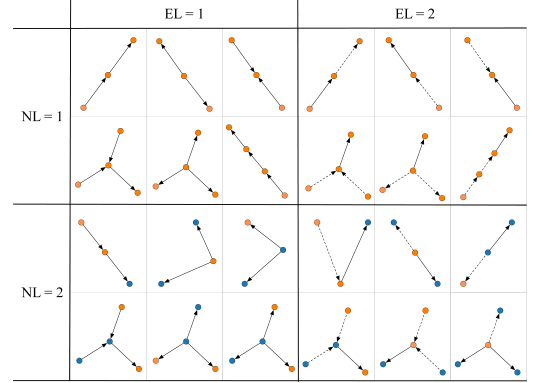 EL = 1
EL = 2
NL = 1
NL = 2